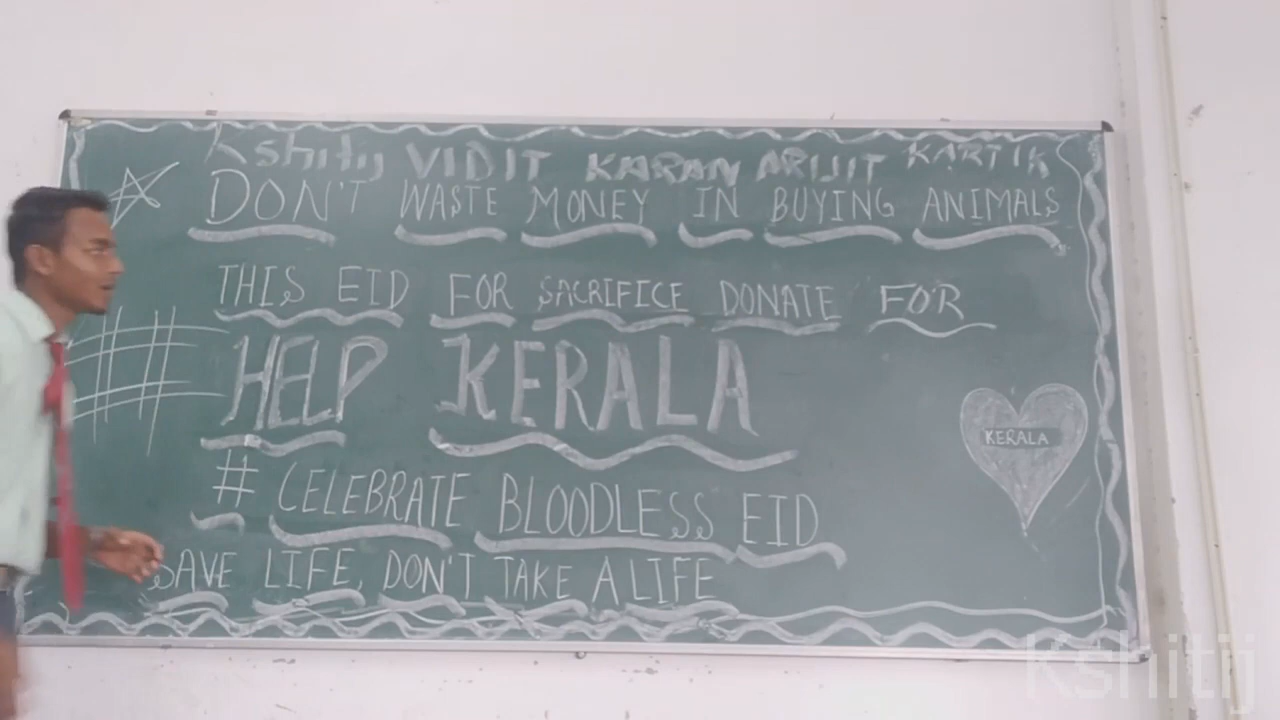 Kshitij VIDIT KARAN ARIJIT KARTIK
DON'T WASTE MONEY IN BUYING ANIMALS
THIS EID FOR SACRIFICE DONATE FOR
# HELP KERALA
KERALA
# CELEBRATE BLOODLESS EID
SAVE LIFE, DON'T TAKE A LIFE
Kshitij